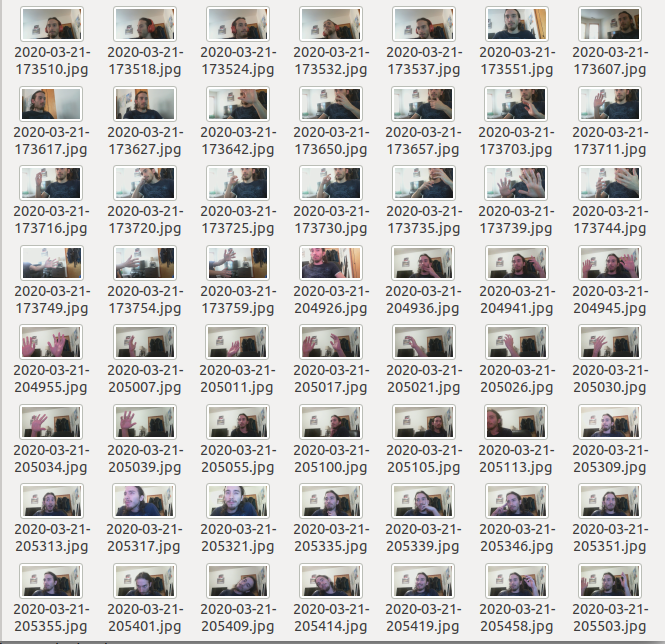 2020-03-21- 2020-03-21- 2020-03-21- 2020-03-21- 2020-03-21- 2020-03-21- 2020-03-21-
173510.jpg 173518.jpg 173524.jpg 173532.jpg 173537.jpg 173551.jpg 173607.jpg
2020-03-21- 2020-03-21- 2020-03-21- 2020-03-21- 2020-03-21- 2020-03-21- 2020-03-21-
173617.jpg 173627.jpg 173642.jpg 173650.jpg 173657.jpg 173703.jpg 173711.jpg
2020-03-21- 2020-03-21- 2020-03-21- 2020-03-21- 2020-03-21- 2020-03-21- 2020-03-21-
173716.jpg 173720.jpg 173725.jpg 173730.jpg 173735.jpg 173739.jpg 173744.jpg
2020-03-21- 2020-03-21- 2020-03-21- 2020-03-21- 2020-03-21- 2020-03-21- 2020-03-21-
173749.jpg 173754.jpg 173759.jpg 204926.jpg 204936.jpg 204941.jpg 204945.jpg
2020-03-21- 2020-03-21- 2020-03-21- 2020-03-21- 2020-03-21- 2020-03-21- 2020-03-21-
204955.jpg 205007.jpg 205011.jpg 205017.jpg 205021.jpg 205026.jpg 205030.jpg
2020-03-21- 2020-03-21- 2020-03-21- 2020-03-21- 2020-03-21- 2020-03-21- 2020-03-21-
205034.jpg 205039.jpg 205055.jpg 205100.jpg 205105.jpg 205113.jpg 205309.jpg
2020-03-21- 2020-03-21- 2020-03-21- 2020-03-21- 2020-03-21- 2020-03-21- 2020-03-21-
205313.jpg 205317.jpg 205321.jpg 205335.jpg 205339.jpg 205346.jpg 205351.jpg
2020-03-21- 2020-03-21- 2020-03-21- 2020-03-21- 2020-03-21- 2020-03-21- 2020-03-21-
205355.jpg 205401.jpg 205409.jpg 205414.jpg 205419.jpg 205458.jpg 205503.jpg